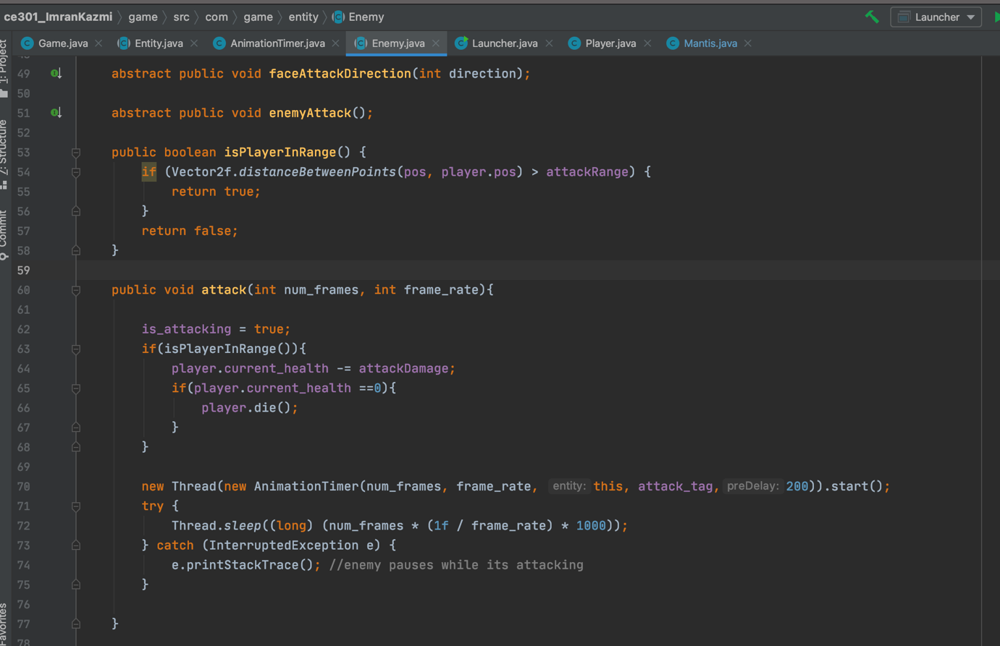 ce301_ImranKazmi game src com game entity C Enemy Launcher
C Game.java C Entity.java C AnimationTimer.java C Enemy.java C Launcher.java C Player.java C Mantis.java
1: Project
Z: Structure
Commit
Favorites
48
49 abstract public void faceAttackDirection(int direction);
50
51 abstract public void enemyAttack();
52
53 public boolean isPlayerInRange() {
54 if (Vector2f.distanceBetweenPoints(pos, player.pos) > attackRange) {
55 return true;
56 }
57 return false;
58 }
59
60 public void attack(int num_frames, int frame_rate){
61
62 is_attacking = true;
63 if(isPlayerInRange()){
64 player.current_health -= attackDamage;
65 if(player.current_health ==0){
66 player.die();
67 }
68 }
69
70 new Thread(new AnimationTimer(num_frames, frame_rate, entity: this, attack_tag, preDelay: 200)).start();
71 try {
72 Thread.sleep((long) (num_frames * (1f / frame_rate) * 1000));
73 } catch (InterruptedException e) {
74 e.printStackTrace(); //enemy pauses while its attacking
75 }
76
77 }
78